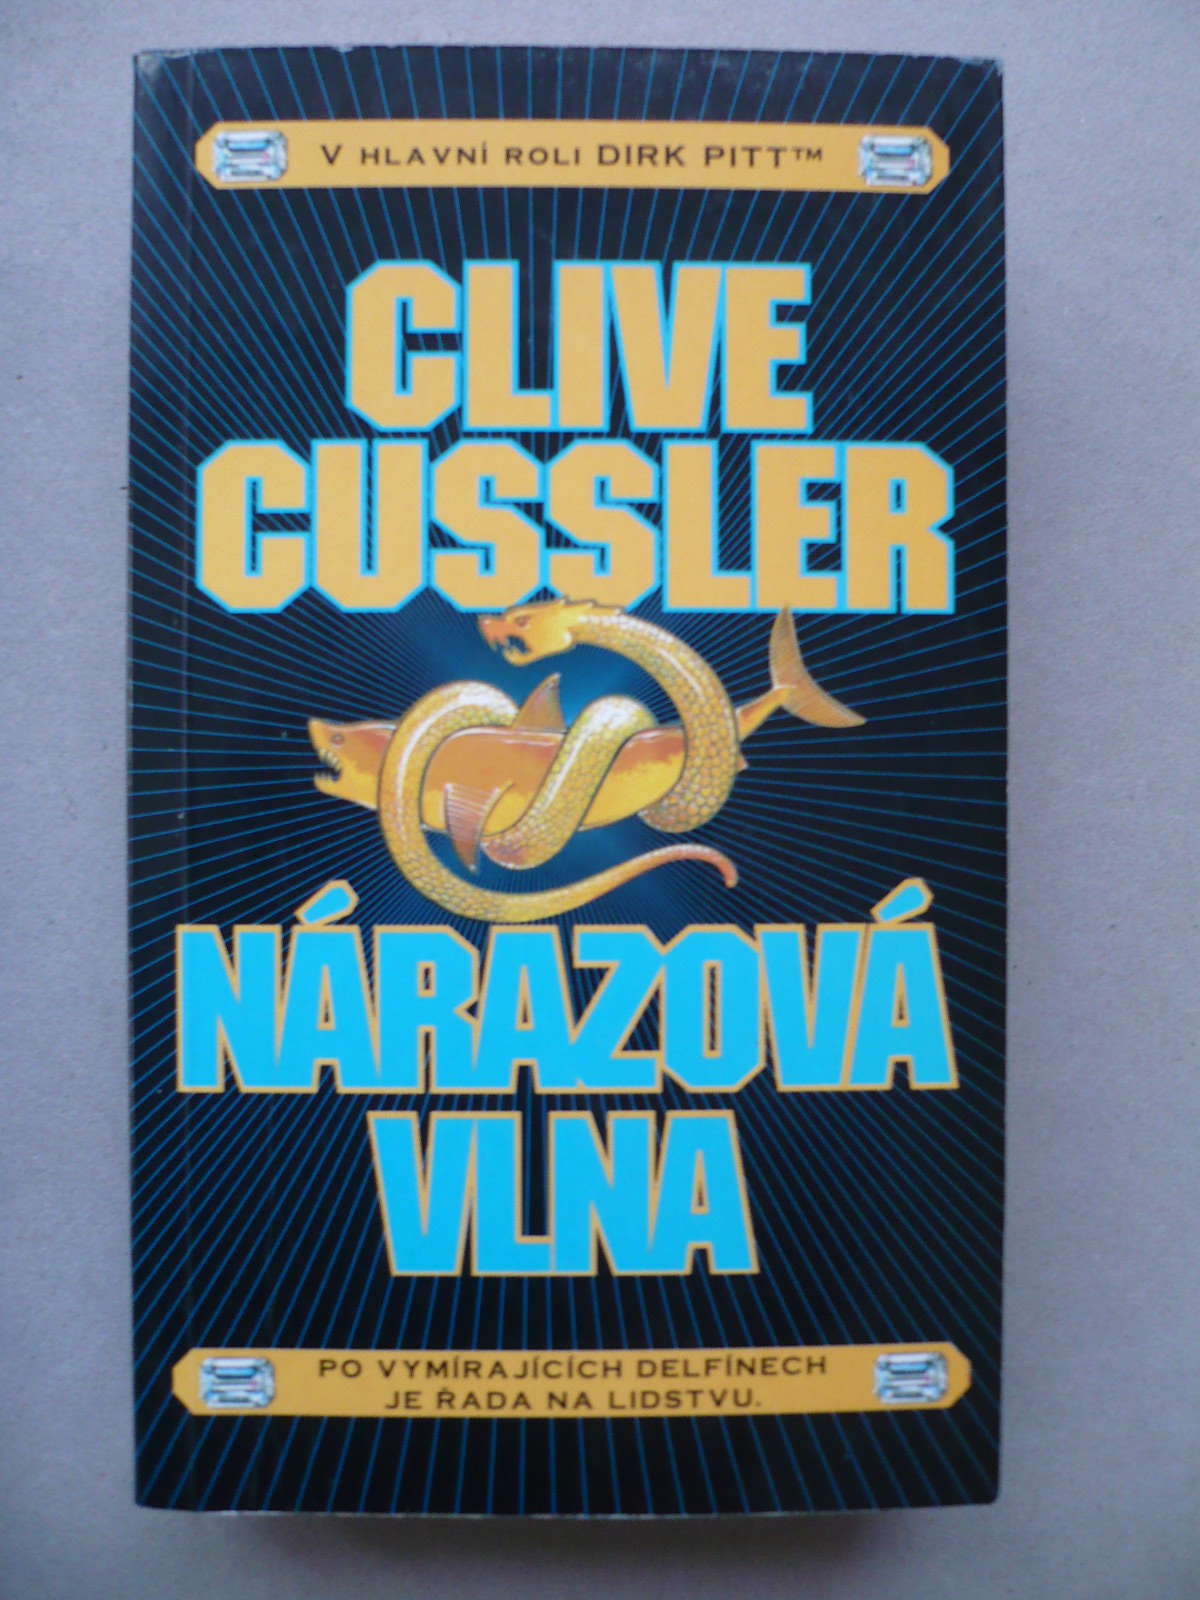 V HLAVNÍ ROLI DIRK PITT™
CLIVE
CUSSLER
NÁRAZOVÁ
VLNA
PO VYMÍRAJÍCÍCH DELFÍNECH
JE ŘADA NA LIDSTVU.